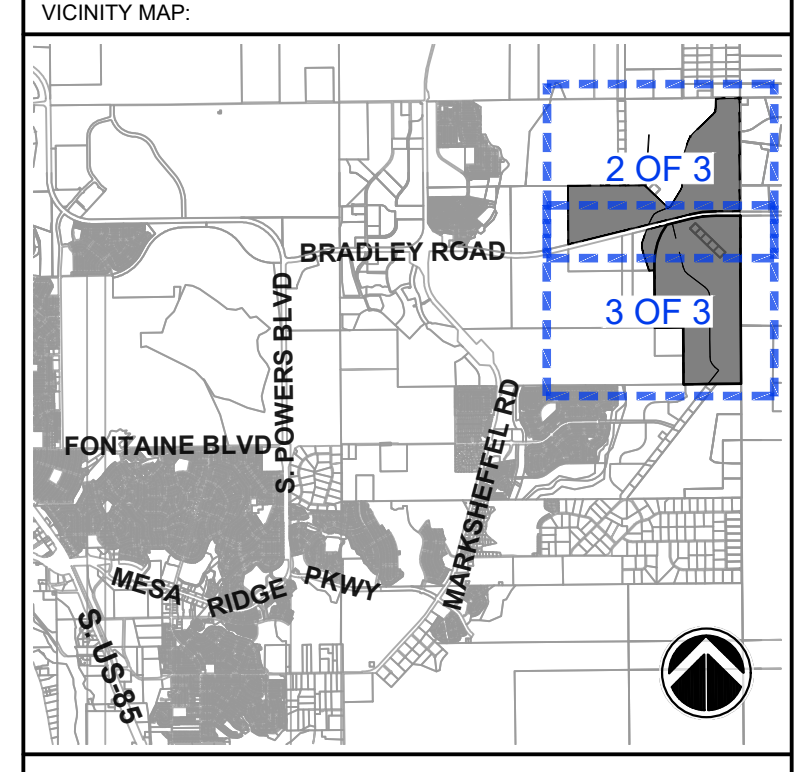 VICINITY MAP:
2 OF 3
BRADLEY ROAD
3 OF 3
S. POWERS BLVD
FONTAINE BLVD
MARKSHEFFEL RD
MESA RIDGE PKWY
S. US-85